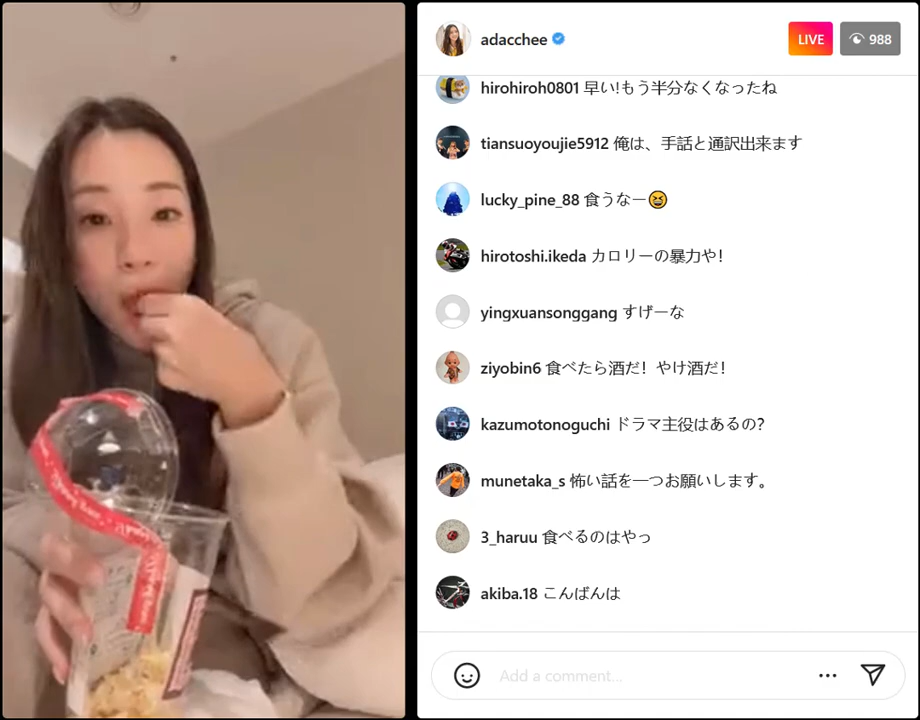 adacchee
LIVE
988
hirohiroh0801 早い!もう半分なくなったね
tiansuoyoujie5912 俺は、手話と通訳出来ます
lucky_pine_88 食うなー😆
hirotoshi.ikeda カロリーの暴力や！
yingxuansonggang すげーな
ziyobin6 食べたら酒だ！やけ酒だ！
kazumotonoguchi ドラマ主役はあるの？
munetaka_s 怖い話を一つお願いします。
3_haruu 食べるのはやっ
akiba.18 こんばんは
Add a comment...